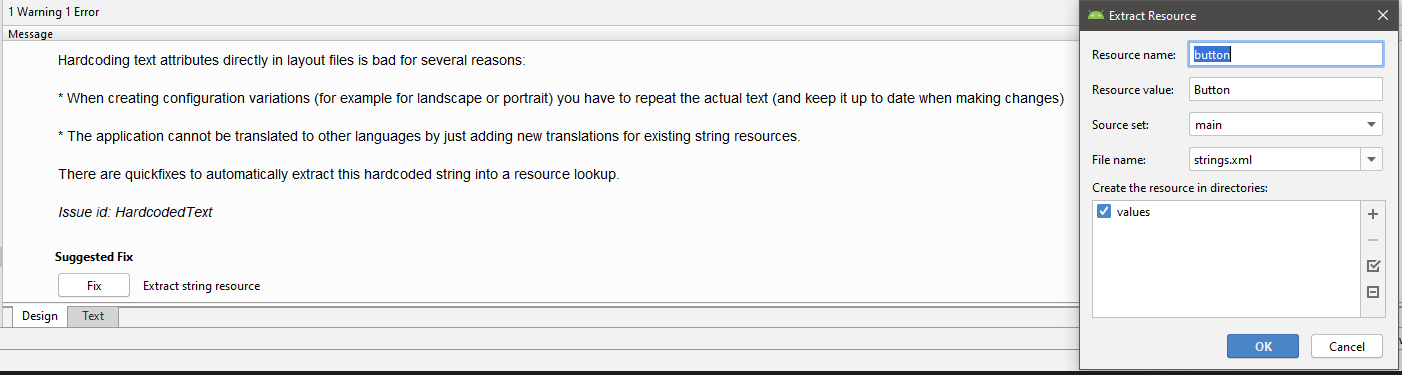 1 Warning 1 Error
Message
Hardcoding text attributes directly in layout files is bad for several reasons:
* When creating configuration variations (for example for landscape or portrait) you have to repeat the actual text (and keep it up to date when making changes)
* The application cannot be translated to other languages by just adding new translations for existing string resources.
There are quickfixes to automatically extract this hardcoded string into a resource lookup.
Issue id: HardcodedText
Suggested Fix
Fix Extract string resource
Design Text
Extract Resource
Resource name: button
Resource value: Button
Source set: main
File name: strings.xml
Create the resource in directories:
values
OK Cancel